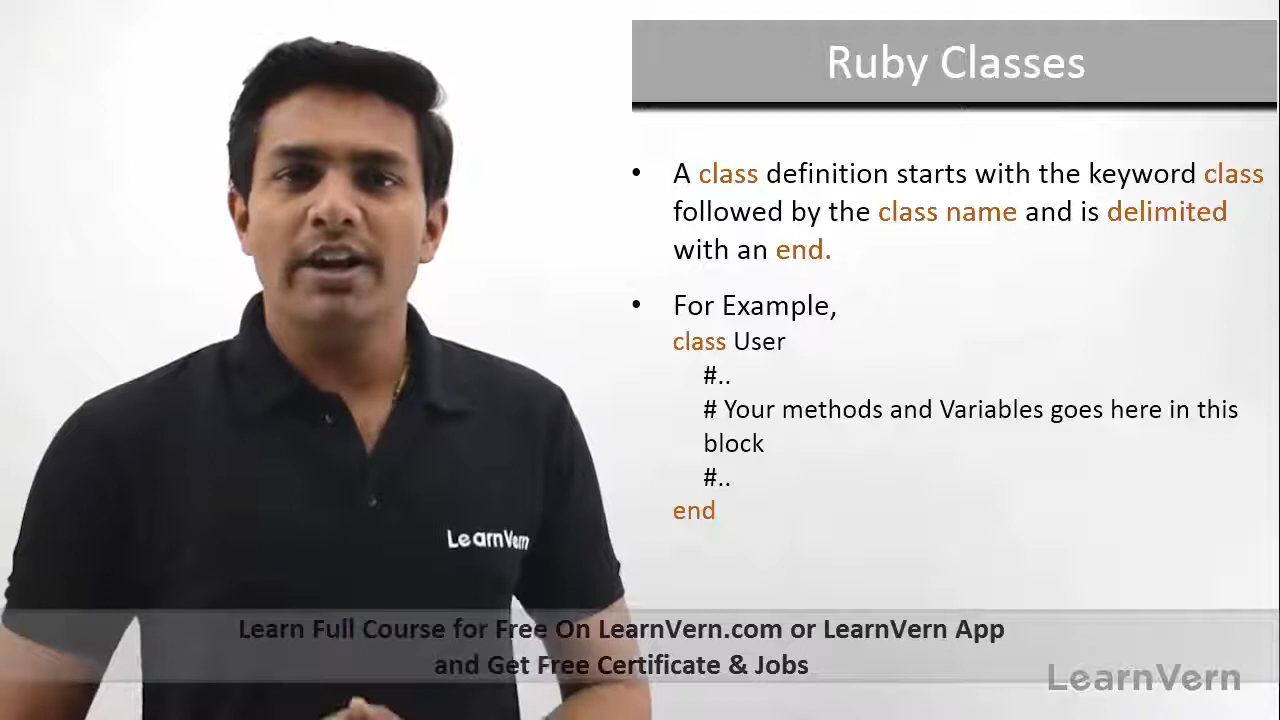 Ruby Classes
• A class definition starts with the keyword class
followed by the class name and is delimited
with an end.
• For Example,
class User
#..
# Your methods and Variables goes here in this
block
#..
end
LearnVern
Learn Full Course for Free On LearnVern.com or LearnVern App
and Get Free Certificate & Jobs
LearnVern